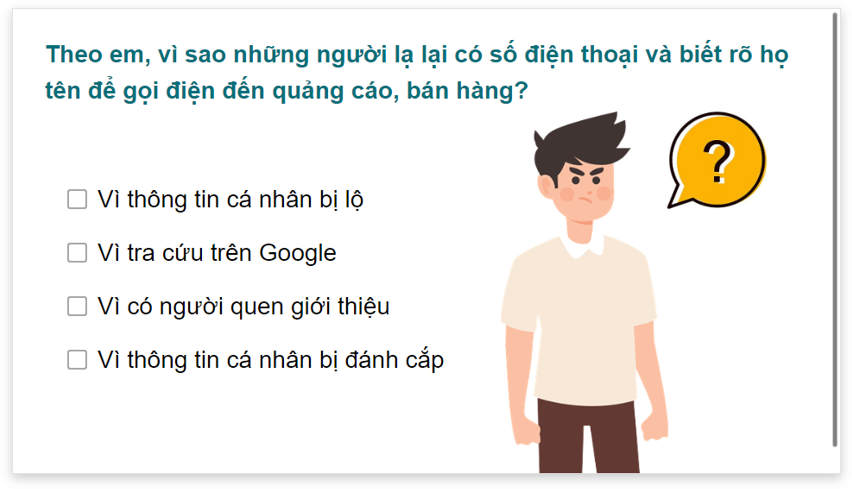 Theo em, vì sao những người lạ lại có số điện thoại và biết rõ họ
tên để gọi điện đến quảng cáo, bán hàng?
?
Vì thông tin cá nhân bị lộ
Vì tra cứu trên Google
Vì có người quen giới thiệu
Vì thông tin cá nhân bị đánh cắp